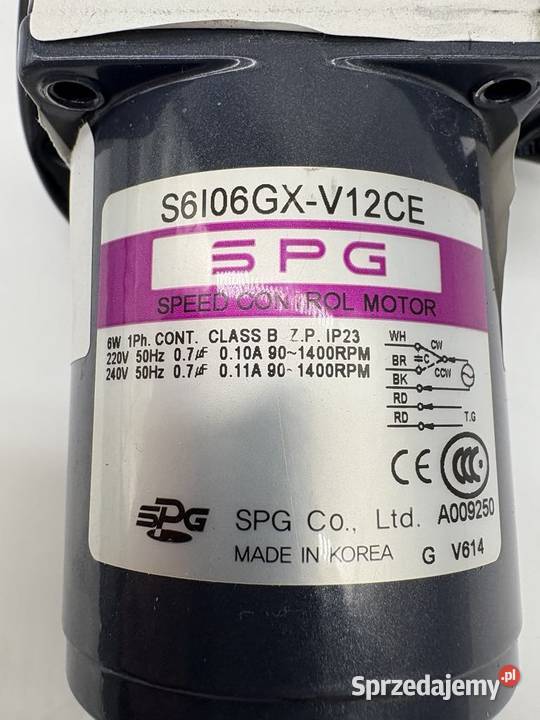 S6I06GX-V12CE
SPG
SPEED CONTROL MOTOR
6W 1Ph. CONT. CLASS B Z.P. IP23
220V 50Hz 0.7㎌ 0.10A 90~1400RPM
240V 50Hz 0.7㎌ 0.11A 90~1400RPM
WH
CW
BR
=C
CCW
BK
RD
RD
T.G
CE
CCC
A009250
SPG
SPG Co., Ltd.
MADE IN KOREA
G V614
Sprzedajemy.pl